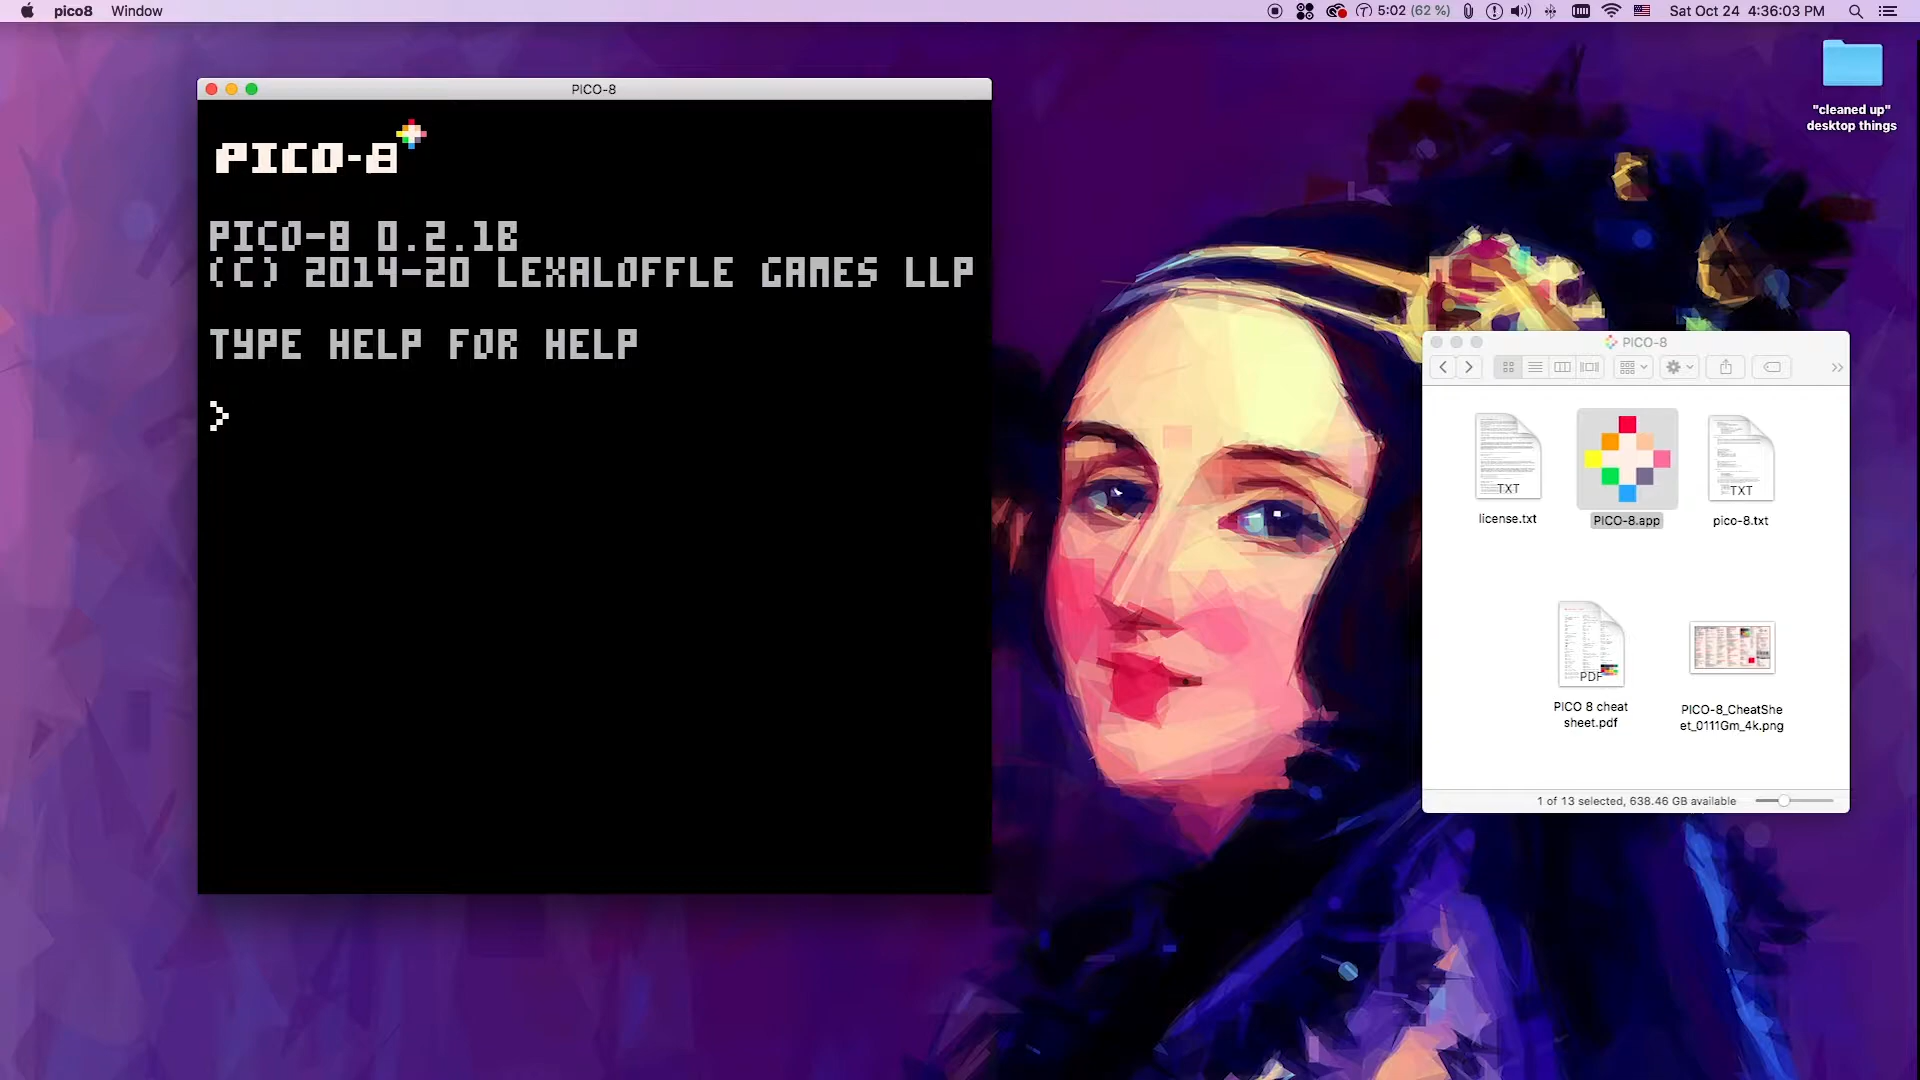 pico8 Window 5:02 (62 %) Sat Oct 24 4:36:03 PM
"cleaned up"
desktop things
PICO-8
PICO-8
PICO-8 0.2.1B
(C) 2014-20 LEXALOFFLE GAMES LLP
TYPE HELP FOR HELP
>
PICO-8
TXT
TXT
license.txt
PICO-8.app
pico-8.txt
PDF
PICO 8 cheat
sheet.pdf
PICO-8_CheatShe
et_0111Gm_4k.png
1 of 13 selected, 638.46 GB available